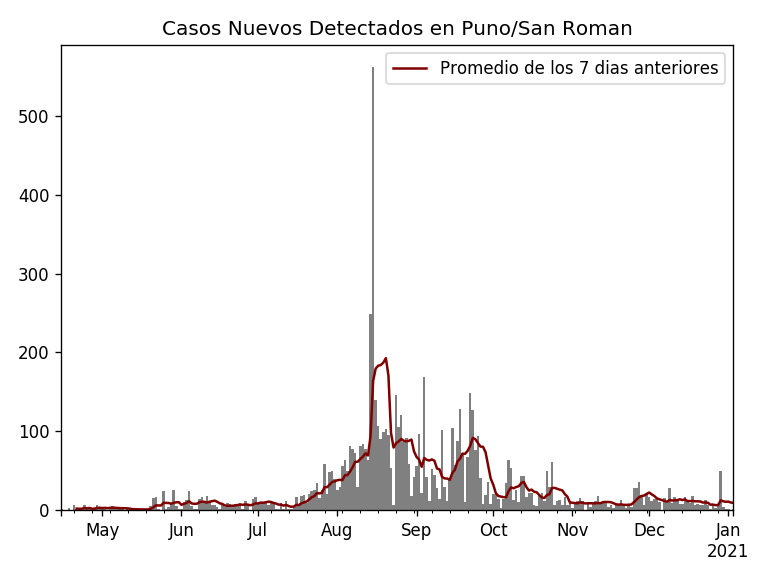 Casos Nuevos Detectados en Puno/San Roman
Promedio de los 7 dias anteriores
500
400
300
200
100
0
May Jun Jul Aug Sep Oct Nov Dec Jan
2021